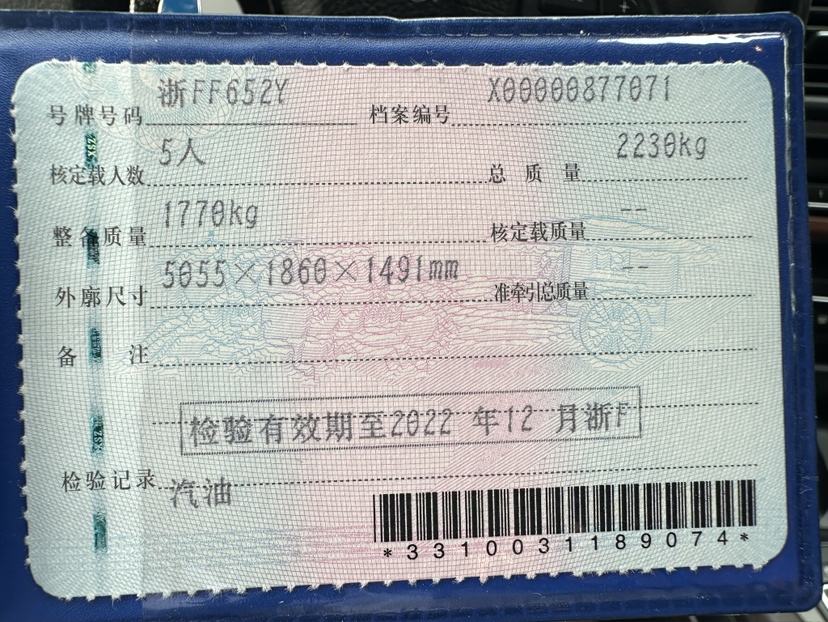 号牌号码 浙FF652Y 档案编号 X00000877071
核定载人数 5人 总质量 2230kg
整备质量 1770kg 核定载质量 --
外廓尺寸 5055×1860×1491mm 准牵引总质量 --
备注
检验有效期至2022 年12 月浙F
检验记录 汽油
*3310031189074*